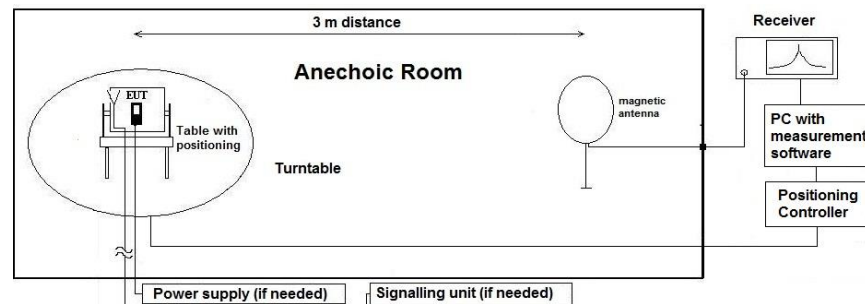 3 m distance
Receiver
Anechoic Room
EUT
magnetic
antenna
Table with
positioning
PC with
measurement
software
Turntable
Positioning
Controller
Power supply (if needed)
Signalling unit (if needed)